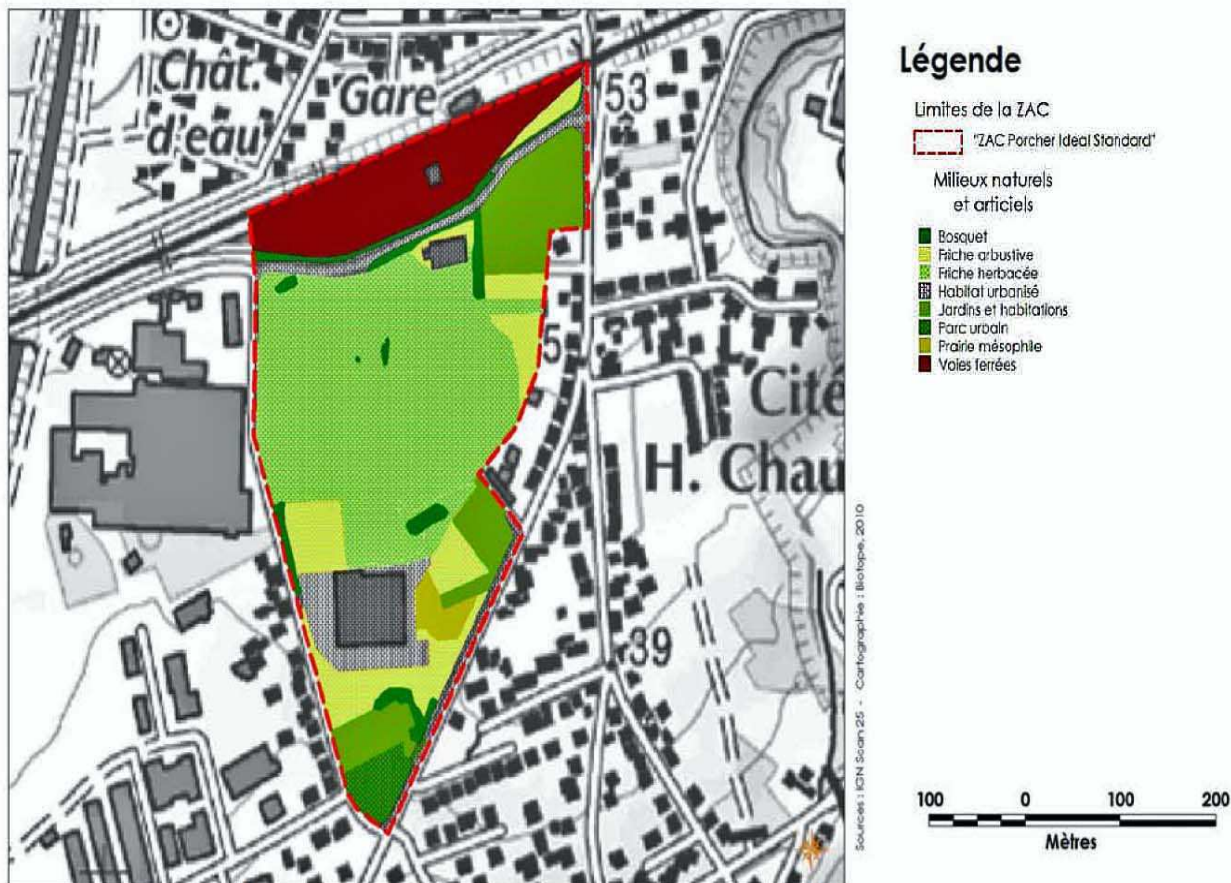 Chât.
d'eau
Gare
53
5
Cité
H. Chau
39
Légende
Limites de la ZAC
"ZAC Porcher Ideal Standard"
Milieux naturels
et articiels
Bosquet
Friche arbustive
Friche herbacée
Habitat urbanisé
Jardins et habitations
Parc urbain
Prairie mésophile
Voies ferrées
Sources : IGN Scan 25 - Cartographie : Biotope, 2010
100 0 100 200
Mètres